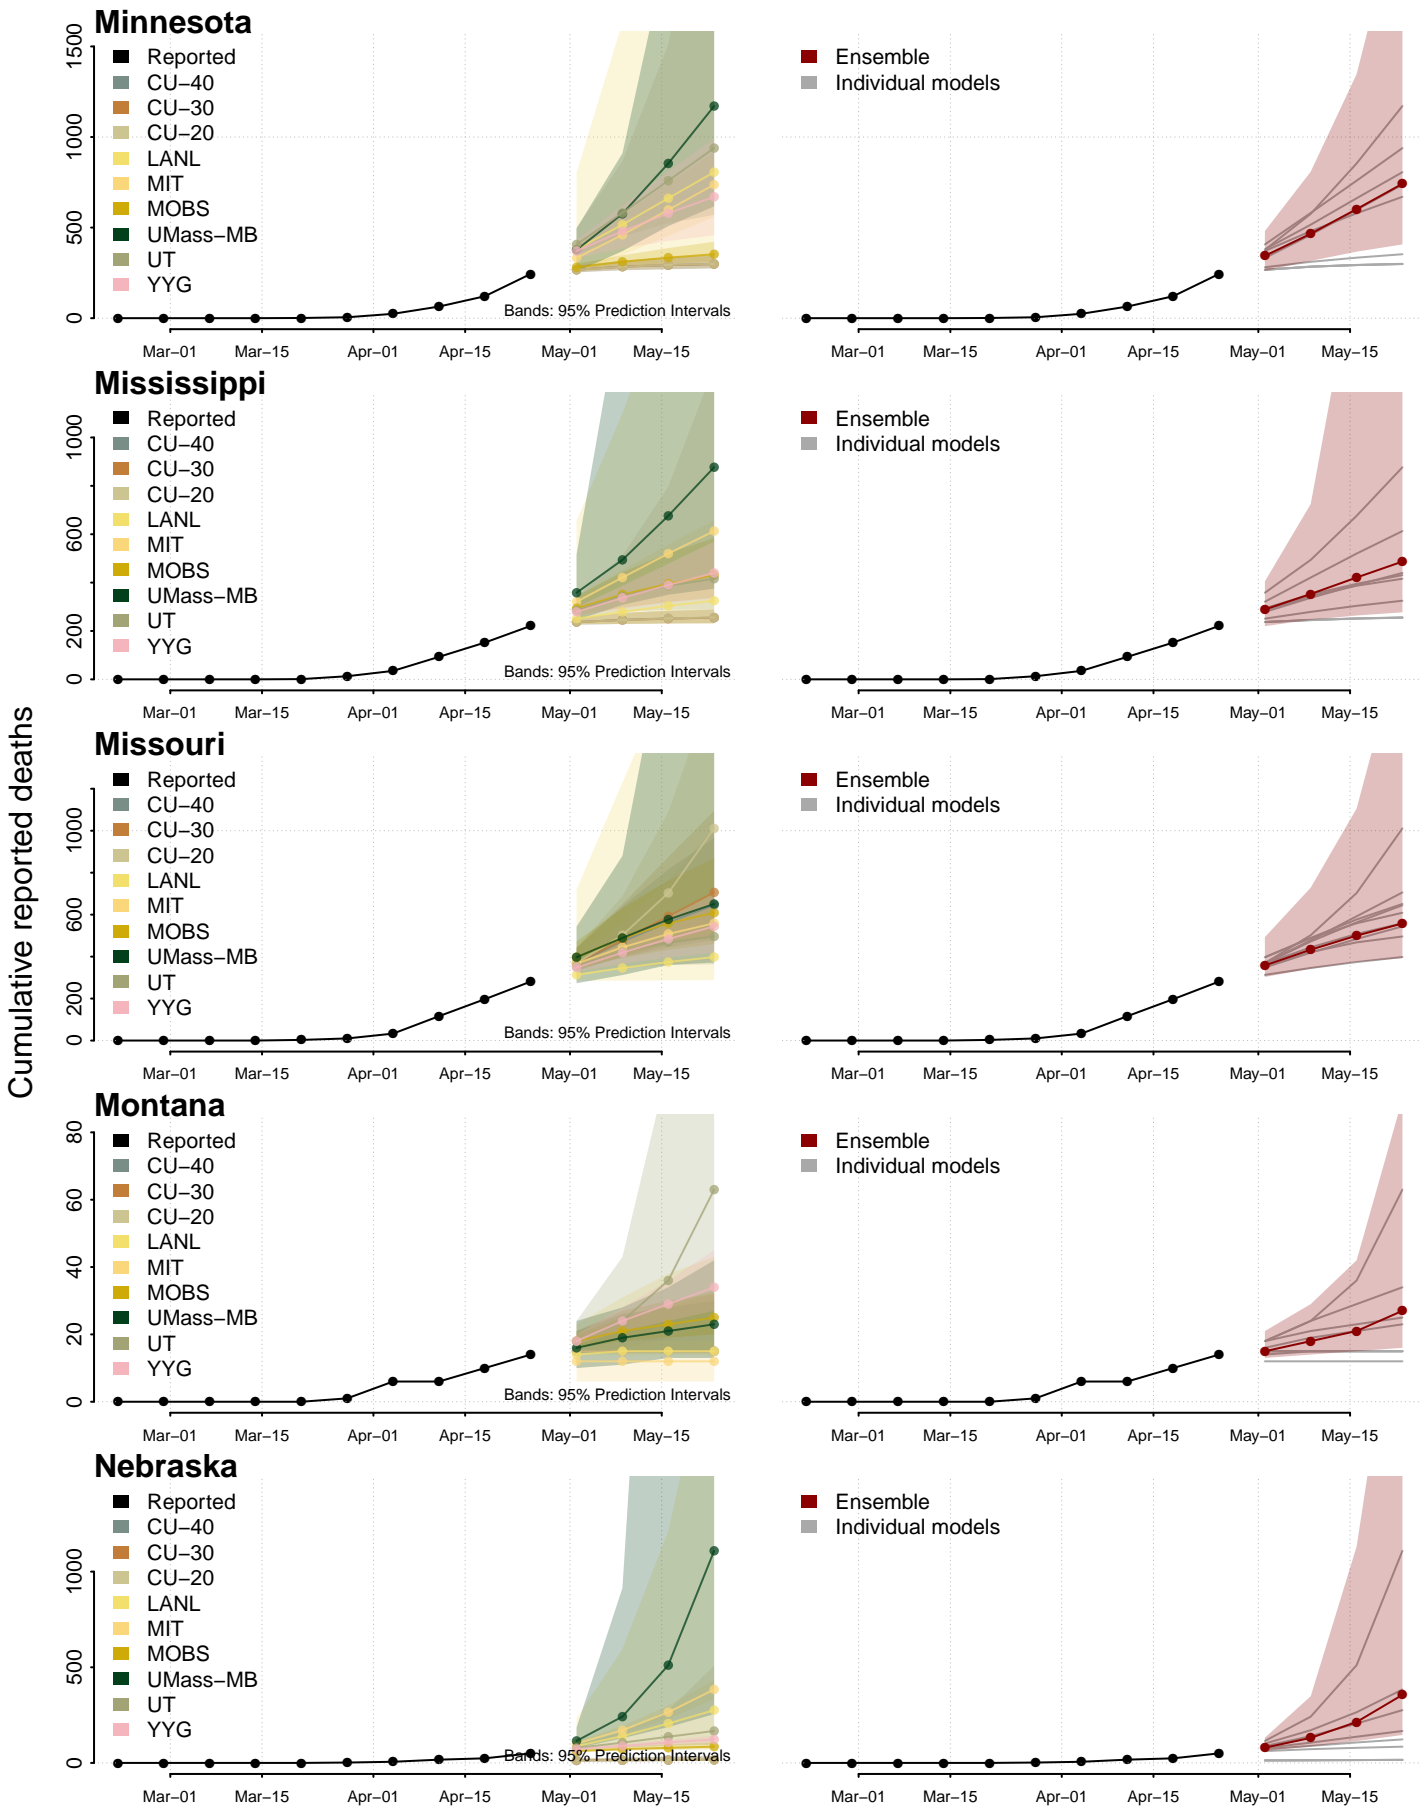 Cumulative reported deaths
Minnesota
1500
1000
500
0
Reported
CU−40
CU−30
CU−20
LANL
MIT
MOBS
UMass−MB
UT
YYG
Bands: 95% Prediction Intervals
Mar−01 Mar−15 Apr−01 Apr−15 May−01 May−15
Ensemble
Individual models
Mar−01 Mar−15 Apr−01 Apr−15 May−01 May−15
Mississippi
1000
600
200
0
Reported
CU−40
CU−30
CU−20
LANL
MIT
MOBS
UMass−MB
UT
YYG
Bands: 95% Prediction Intervals
Mar−01 Mar−15 Apr−01 Apr−15 May−01 May−15
Ensemble
Individual models
Mar−01 Mar−15 Apr−01 Apr−15 May−01 May−15
Missouri
1000
600
200
0
Reported
CU−40
CU−30
CU−20
LANL
MIT
MOBS
UMass−MB
UT
YYG
Bands: 95% Prediction Intervals
Mar−01 Mar−15 Apr−01 Apr−15 May−01 May−15
Ensemble
Individual models
Mar−01 Mar−15 Apr−01 Apr−15 May−01 May−15
Montana
80
60
40
20
0
Reported
CU−40
CU−30
CU−20
LANL
MIT
MOBS
UMass−MB
UT
YYG
Bands: 95% Prediction Intervals
Mar−01 Mar−15 Apr−01 Apr−15 May−01 May−15
Ensemble
Individual models
Mar−01 Mar−15 Apr−01 Apr−15 May−01 May−15
Nebraska
1000
500
0
Reported
CU−40
CU−30
CU−20
LANL
MIT
MOBS
UMass−MB
UT
YYG
Bands: 95% Prediction Intervals
Mar−01 Mar−15 Apr−01 Apr−15 May−01 May−15
Ensemble
Individual models
Mar−01 Mar−15 Apr−01 Apr−15 May−01 May−15